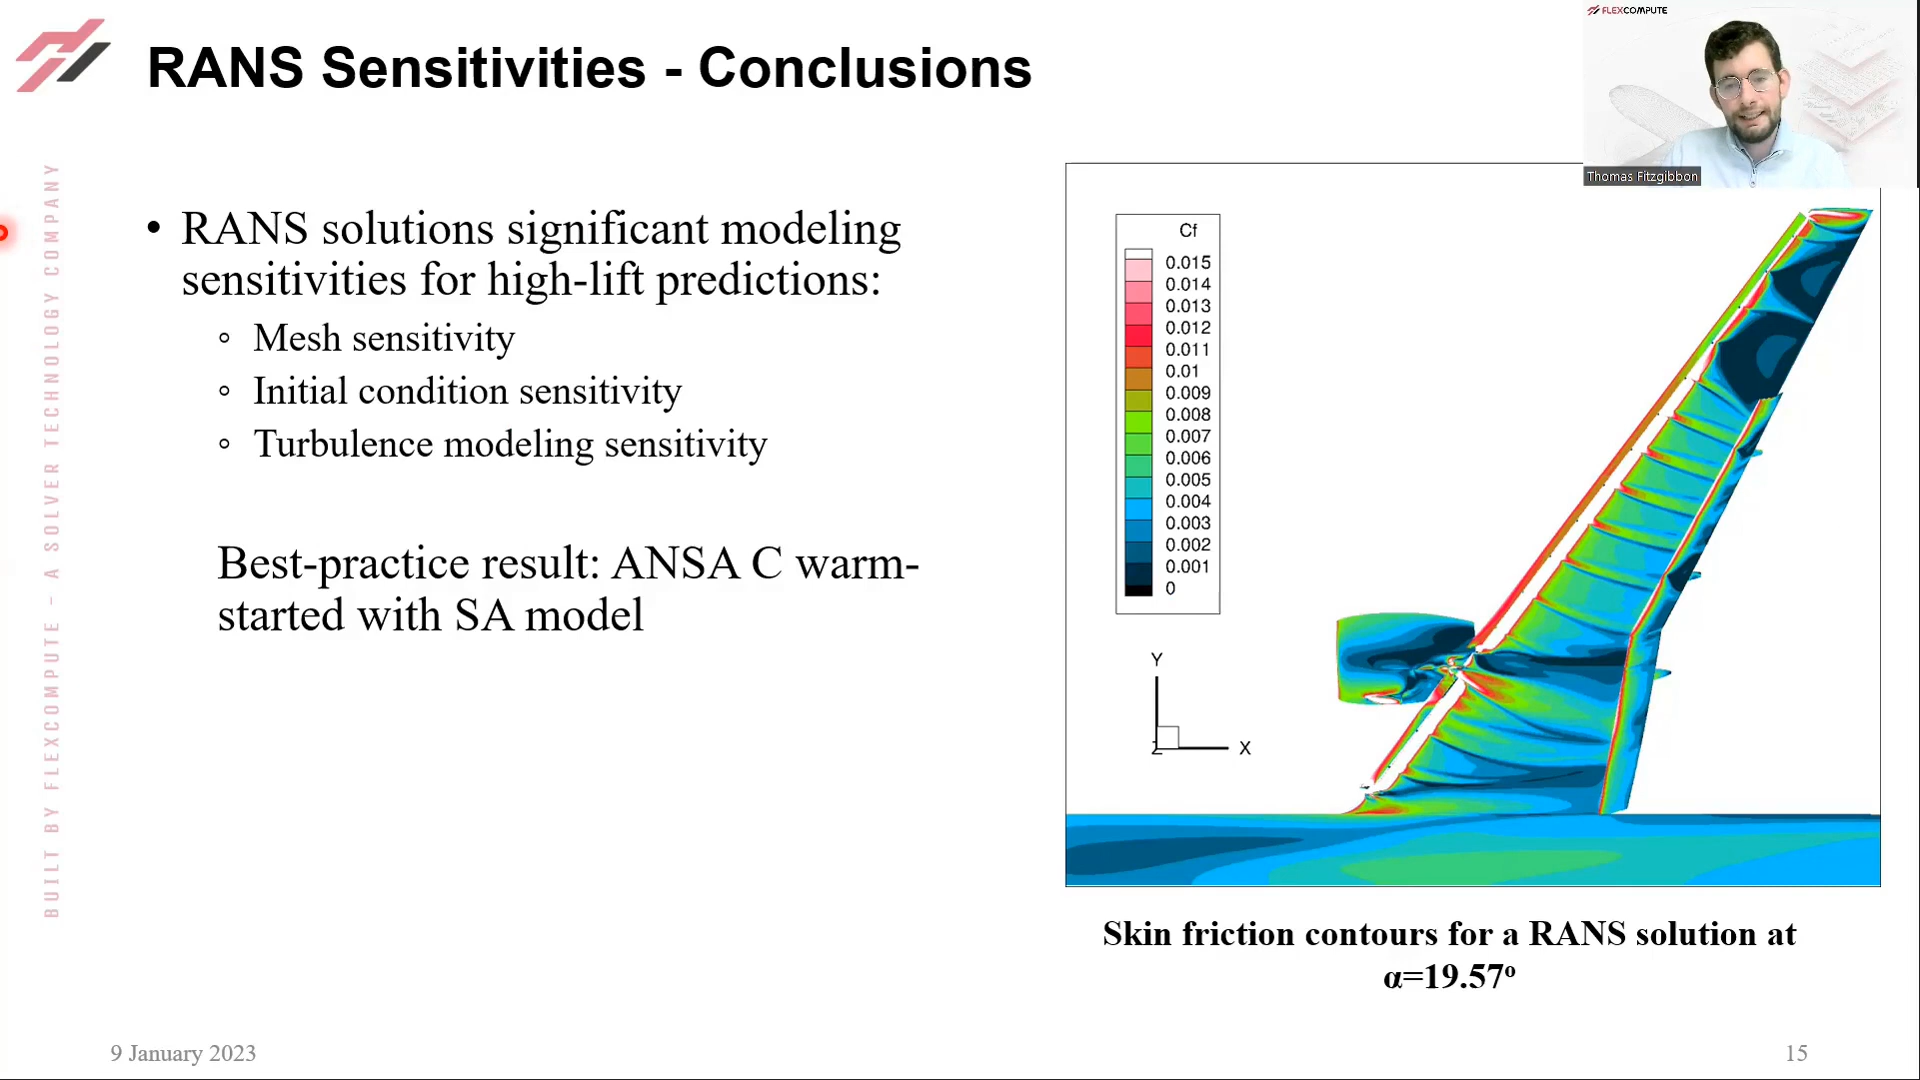 FLEXCOMPUTE
RANS Sensitivities - Conclusions
Thomas Fitzgibbon
BUILT BY FLEXCOMPUTE - A SOLVER TECHNOLOGY COMPANY
• RANS solutions significant modeling
sensitivities for high-lift predictions:
◦ Mesh sensitivity
◦ Initial condition sensitivity
◦ Turbulence modeling sensitivity
Best-practice result: ANSA C warm-
started with SA model
Cf
0.015
0.014
0.013
0.012
0.011
0.01
0.009
0.008
0.007
0.006
0.005
0.004
0.003
0.002
0.001
0
Y
Z
X
Skin friction contours for a RANS solution at
α=19.57º
9 January 2023
15